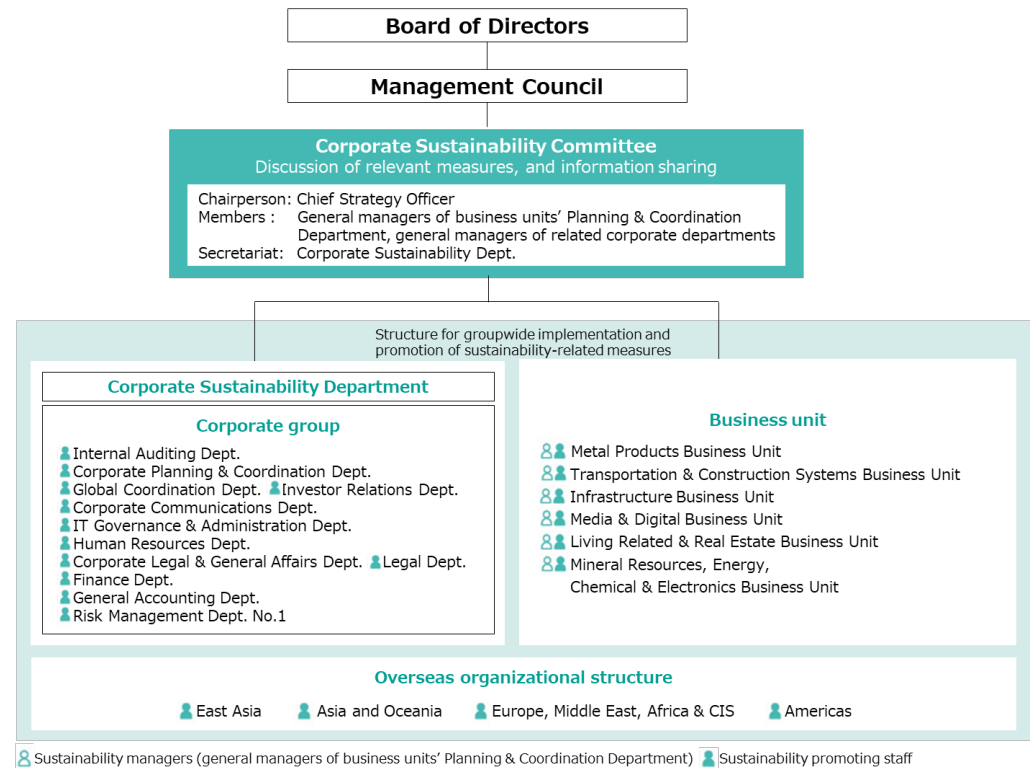 Board of Directors
Management Council
Corporate Sustainability Committee
Discussion of relevant measures, and information sharing
Chairperson: Chief Strategy Officer
Members : General managers of business units' Planning & Coordination
Department, general managers of related corporate departments
Secretariat: Corporate Sustainability Dept.
Structure for groupwide implementation and
promotion of sustainability-related measures
Corporate Sustainability Department
Corporate group
Internal Auditing Dept.
Corporate Planning & Coordination Dept.
Global Coordination Dept. Investor Relations Dept.
Corporate Communications Dept.
IT Governance & Administration Dept.
Human Resources Dept.
Corporate Legal & General Affairs Dept. Legal Dept.
Finance Dept.
General Accounting Dept.
Risk Management Dept. No.1
Business unit
Metal Products Business Unit
Transportation & Construction Systems Business Unit
Infrastructure Business Unit
Media & Digital Business Unit
Living Related & Real Estate Business Unit
Mineral Resources, Energy,
Chemical & Electronics Business Unit
Overseas organizational structure
East Asia Asia and Oceania Europe, Middle East, Africa & CIS Americas
Sustainability managers (general managers of business units' Planning & Coordination Department) Sustainability promoting staff